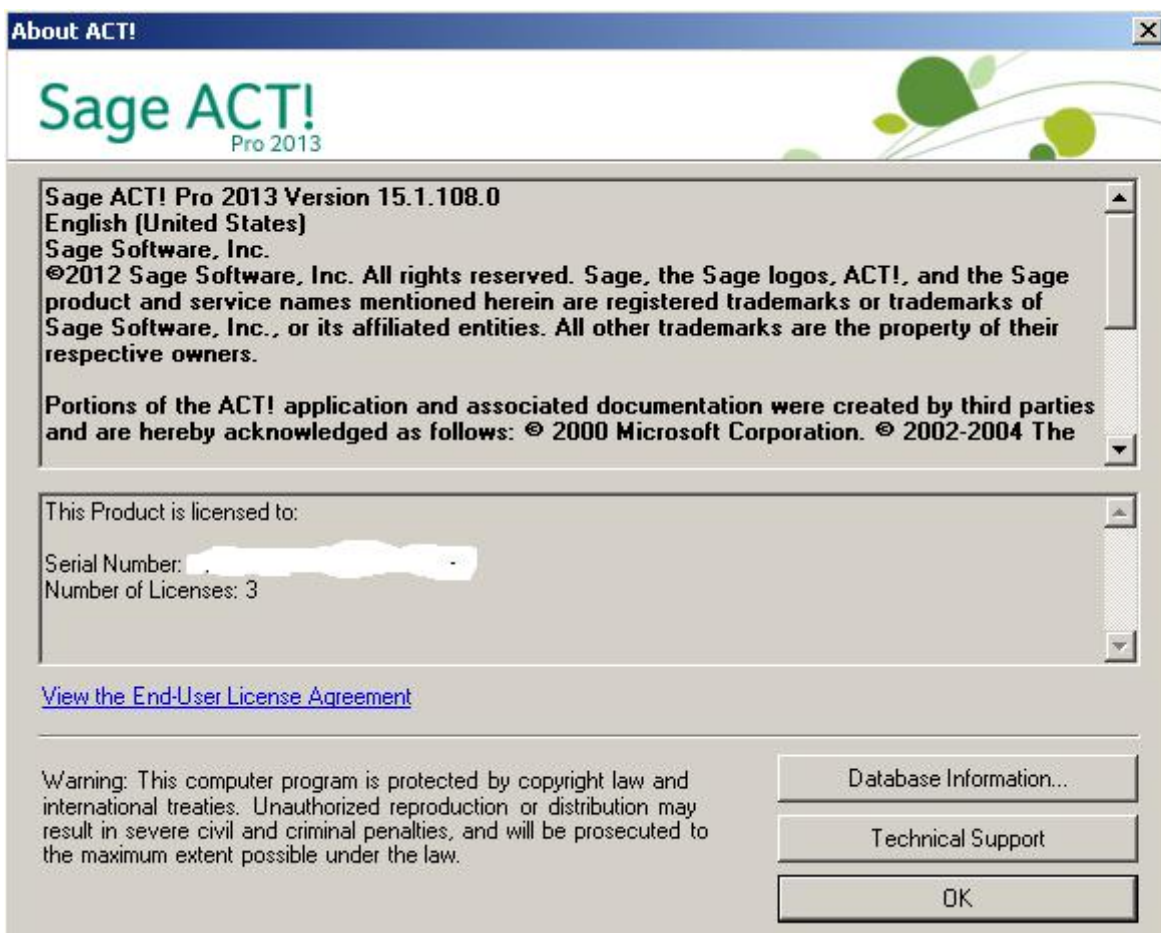 About ACT!
Sage ACT!
Pro 2013
Sage ACT! Pro 2013 Version 15.1.108.0
English (United States)
Sage Software, Inc.
©2012 Sage Software, Inc. All rights reserved. Sage, the Sage logos, ACT!, and the Sage
product and service names mentioned herein are registered trademarks or trademarks of
Sage Software, Inc., or its affiliated entities. All other trademarks are the property of their
respective owners.
Portions of the ACT! application and associated documentation were created by third parties
and are hereby acknowledged as follows: © 2000 Microsoft Corporation. © 2002-2004 The
This Product is licensed to:
Serial Number:
Number of Licenses: 3
View the End-User License Agreement
Warning: This computer program is protected by copyright law and
international treaties. Unauthorized reproduction or distribution may
result in severe civil and criminal penalties, and will be prosecuted to
the maximum extent possible under the law.
Database Information...
Technical Support
OK